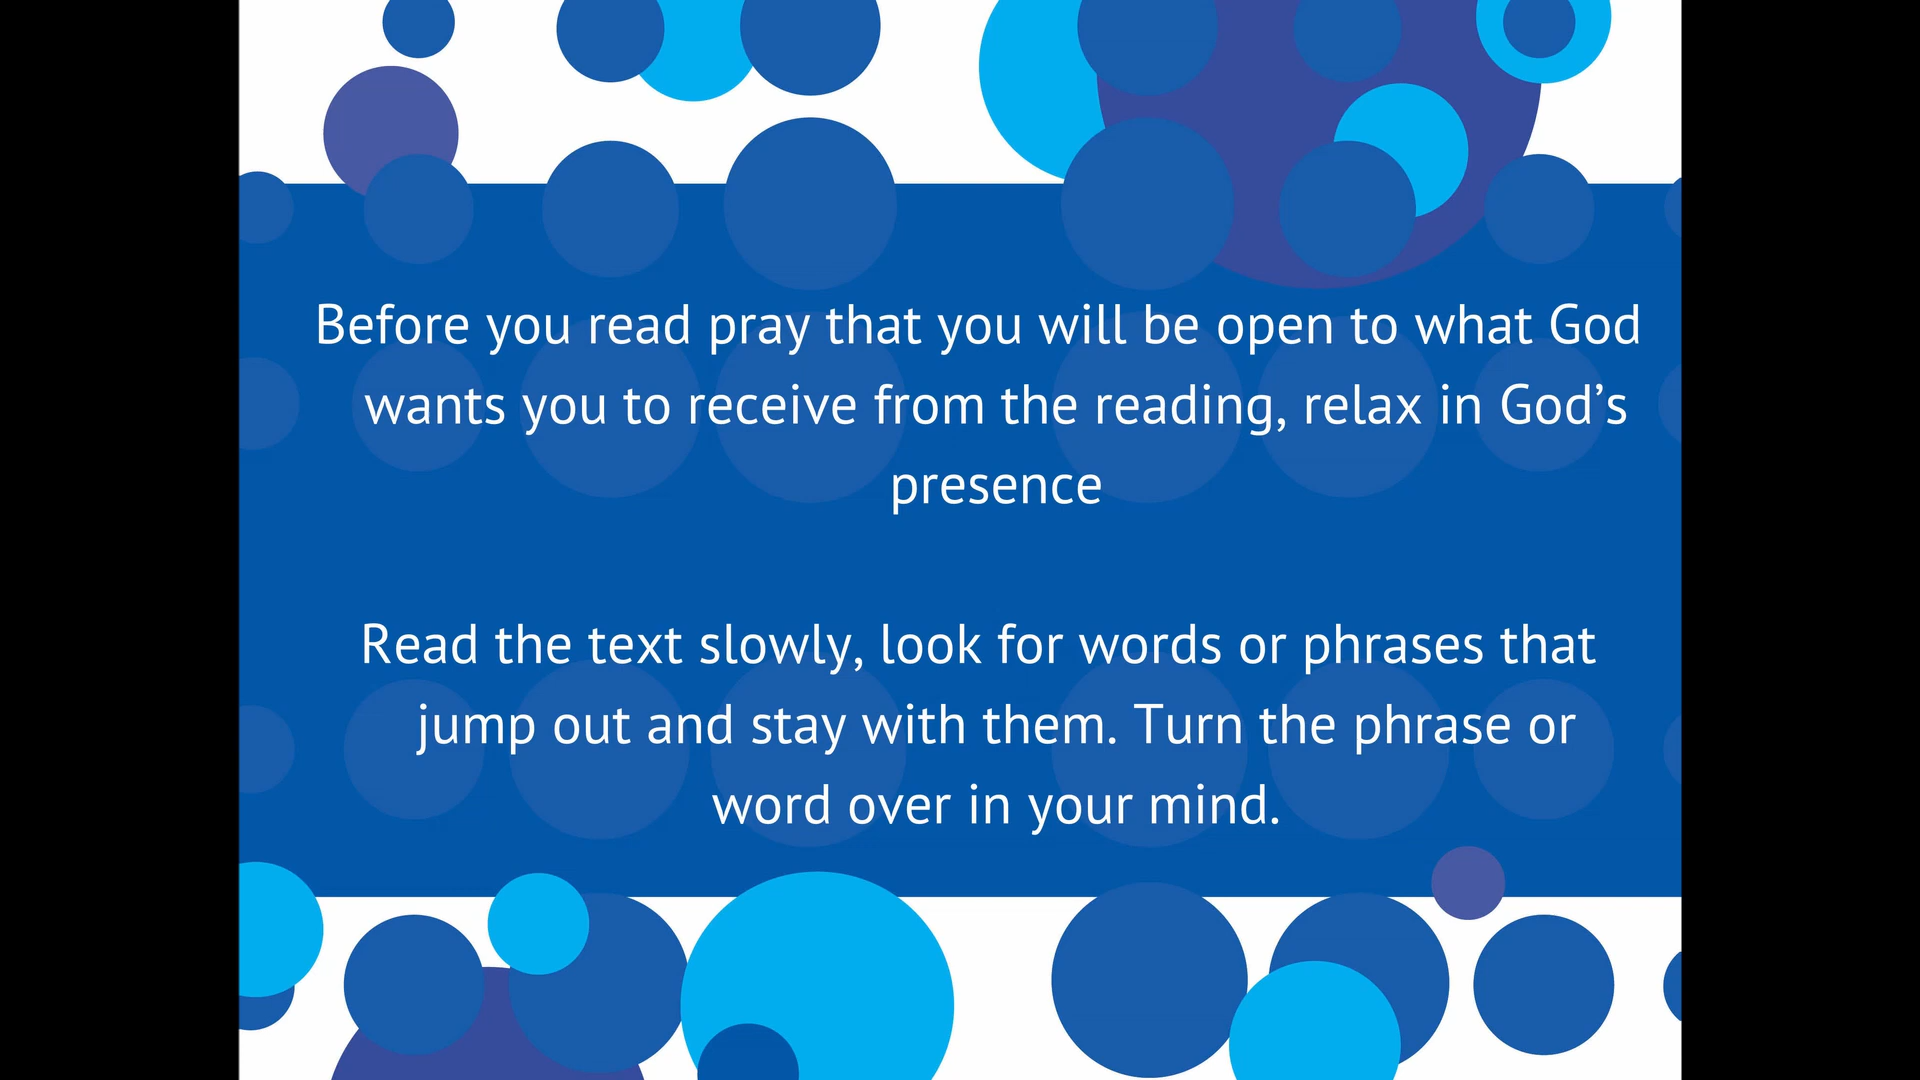 Before you read pray that you will be open to what God
wants you to receive from the reading, relax in God’s
presence
Read the text slowly, look for words or phrases that
jump out and stay with them. Turn the phrase or
word over in your mind.